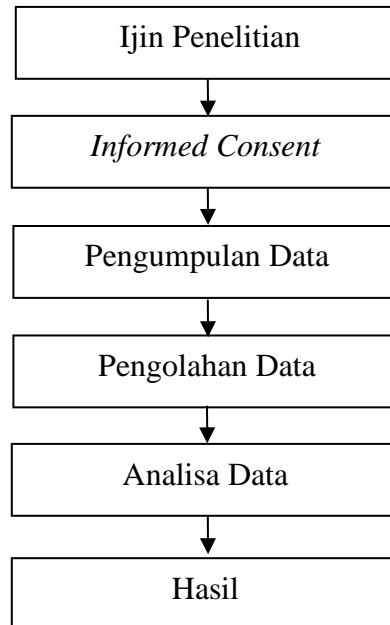 Ijin Penelitian
Informed Consent
Pengumpulan Data
Pengolahan Data
Analisa Data
Hasil